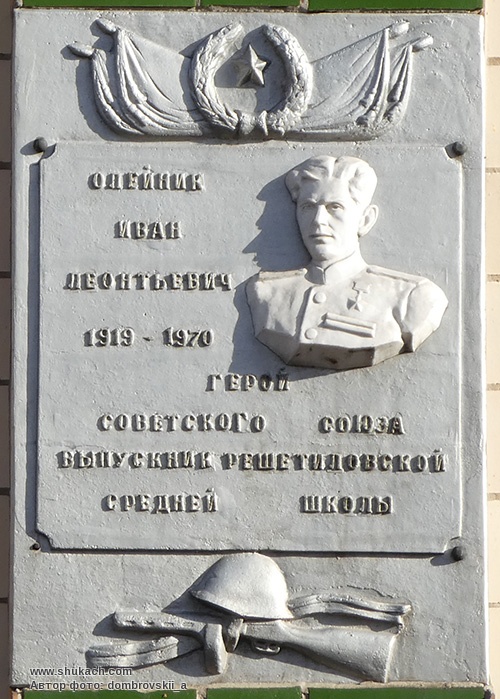 ОЛЕЙНИК
ИВАН
ЛЕОНТЬЕВИЧ
1919 - 1970
ГЕРОЙ
СОВЕТСКОГО СОЮЗА
ВЫПУСКНИК РЕШЕТИЛОВСКОЙ
СРЕДНЕЙ ШКОЛЫ
www.shukach.com
Автор фото: dombrovskii_a